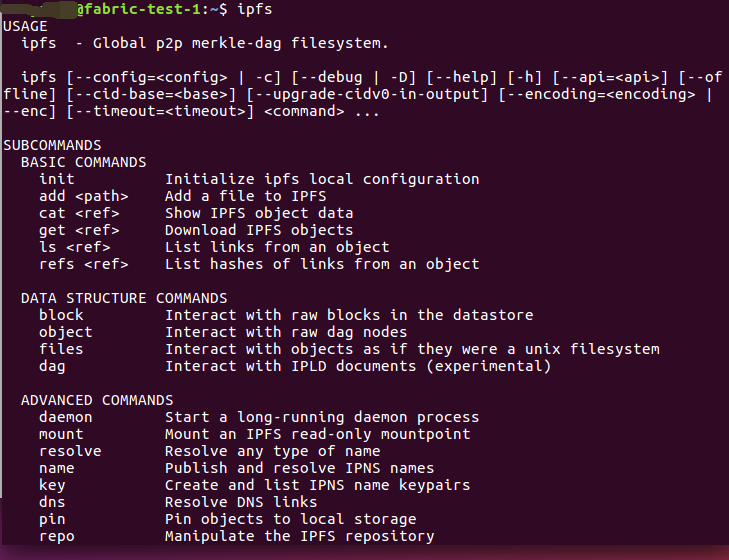 @fabric-test-1:~$ ipfs
USAGE
  ipfs  - Global p2p merkle-dag filesystem.

  ipfs [--config=<config> | -c] [--debug | -D] [--help] [-h] [--api=<api>] [--of
fline] [--cid-base=<base>] [--upgrade-cidv0-in-output] [--encoding=<encoding> |
--enc] [--timeout=<timeout>] <command> ...

SUBCOMMANDS
  BASIC COMMANDS
    init          Initialize ipfs local configuration
    add <path>    Add a file to IPFS
    cat <ref>     Show IPFS object data
    get <ref>     Download IPFS objects
    ls <ref>      List links from an object
    refs <ref>    List hashes of links from an object

  DATA STRUCTURE COMMANDS
    block         Interact with raw blocks in the datastore
    object        Interact with raw dag nodes
    files         Interact with objects as if they were a unix filesystem
    dag           Interact with IPLD documents (experimental)

  ADVANCED COMMANDS
    daemon        Start a long-running daemon process
    mount         Mount an IPFS read-only mountpoint
    resolve       Resolve any type of name
    name          Publish and resolve IPNS names
    key           Create and list IPNS name keypairs
    dns           Resolve DNS links
    pin           Pin objects to local storage
    repo          Manipulate the IPFS repository